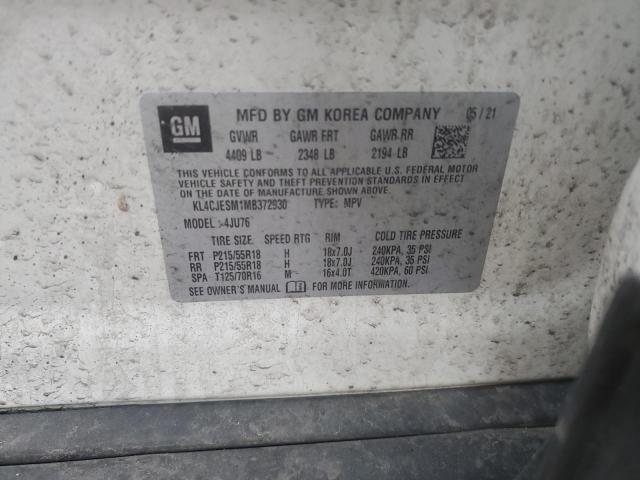 GM MFD BY GM KOREA COMPANY 05/21
GVWR GAWR FRT GAWR RR
4409 LB 2348 LB 2194 LB
THIS VEHICLE CONFORMS TO ALL APPLICABLE U.S. FEDERAL MOTOR
VEHICLE SAFETY AND THEFT PREVENTION STANDARDS IN EFFECT
ON THE DATE OF MANUFACTURE SHOWN ABOVE.
KL4CJESM1MB372930 TYPE: MPV
MODEL: 4JU76
TIRE SIZE SPEED RTG RIM COLD TIRE PRESSURE
FRT P215/55R18 H 18x7.0J 240KPA, 35 PSI
RR P215/55R18 H 18x7.0J 240KPA, 35 PSI
SPA T125/70R16 M 16x4.0T 420KPA, 60 PSI
SEE OWNER'S MANUAL FOR MORE INFORMATION.